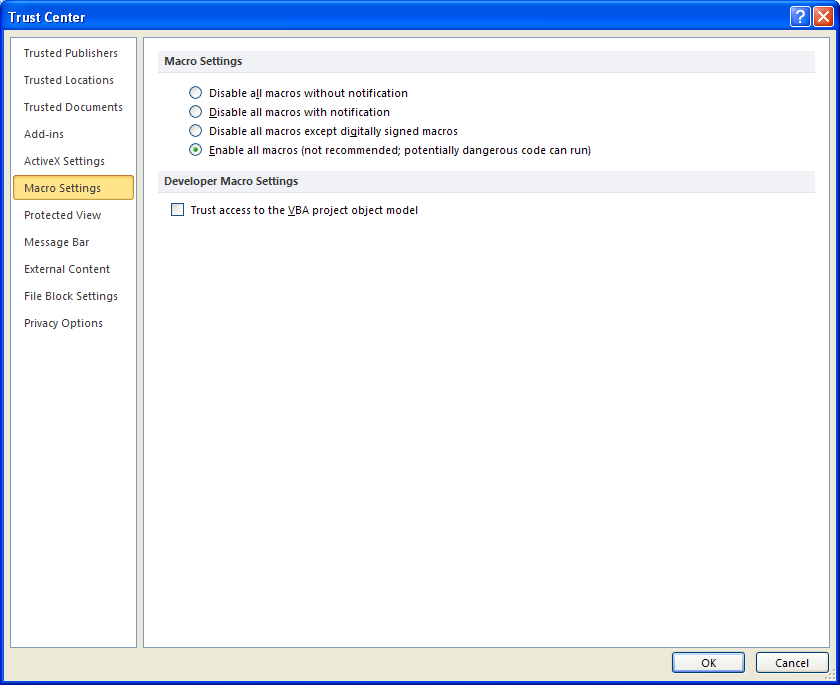 Trust Center
Trusted Publishers
Trusted Locations
Trusted Documents
Add-ins
ActiveX Settings
Macro Settings
Protected View
Message Bar
External Content
File Block Settings
Privacy Options
Macro Settings
Disable all macros without notification
Disable all macros with notification
Disable all macros except digitally signed macros
Enable all macros (not recommended; potentially dangerous code can run)
Developer Macro Settings
Trust access to the VBA project object model
OK
Cancel